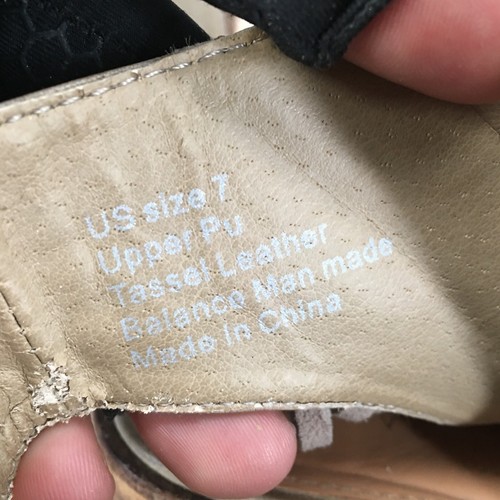 US size 7
Upper Pu
Tassel Leather
Balance Man made
Made in China